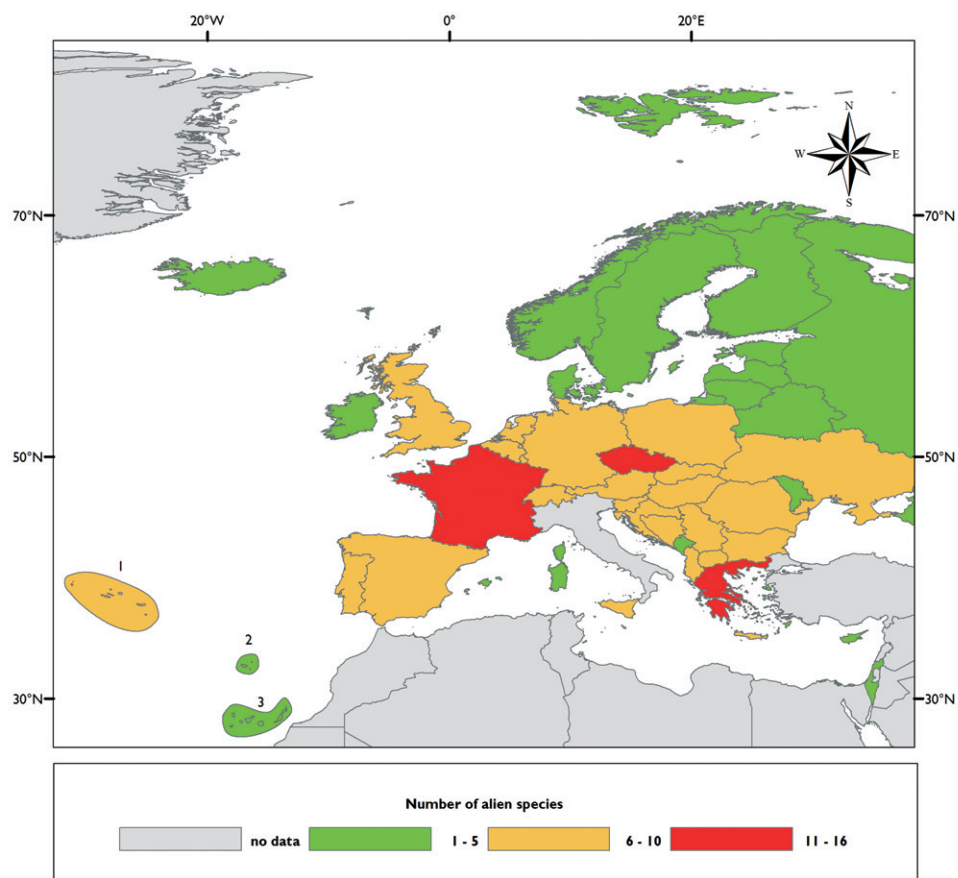 20°W 0° 20°E
N
W E
S
70°N 70°N
50°N 50°N
1
2
3
30°N 30°N
Number of alien species
no data 1 - 5 6 - 10 11 - 16